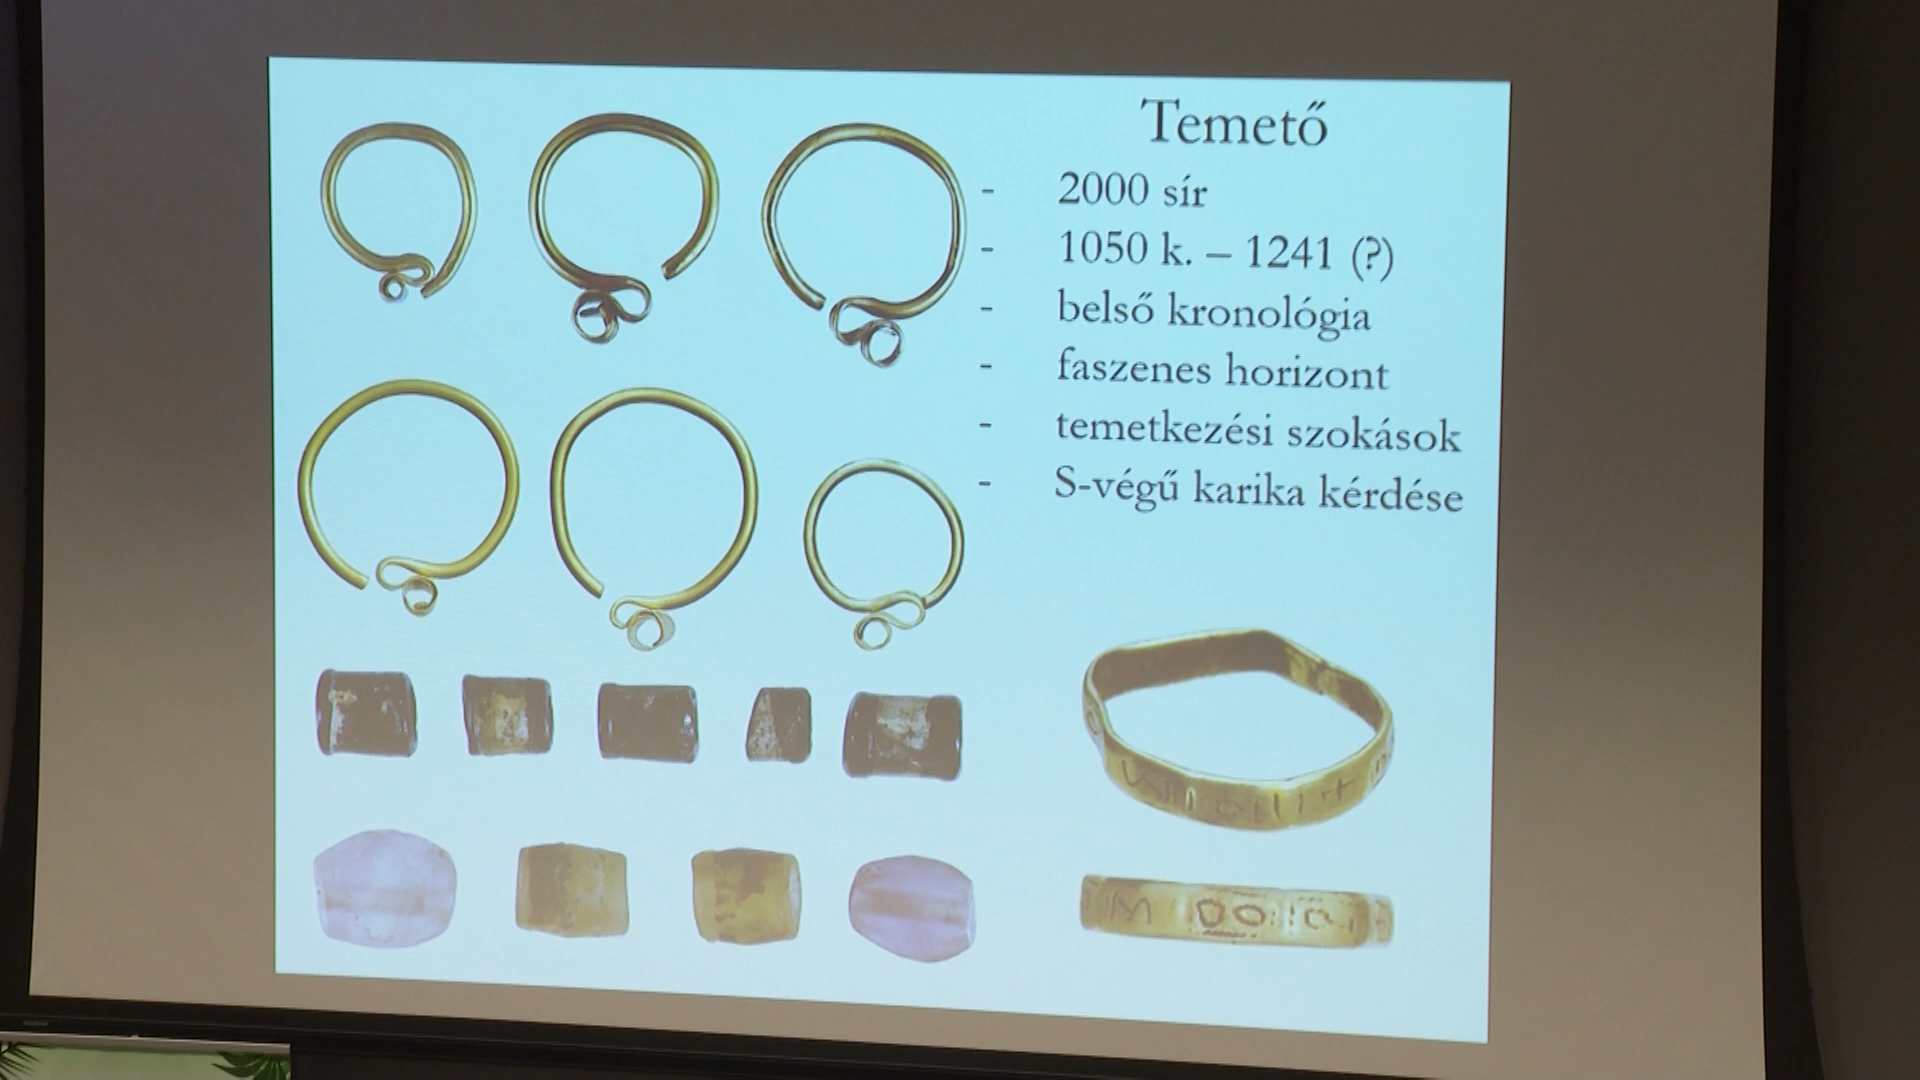 Temető
- 2000 sír
- 1050 k. – 1241 (?)
- belső kronológia
- faszenes horizont
- temetkezési szokások
- S-végű karika kérdése